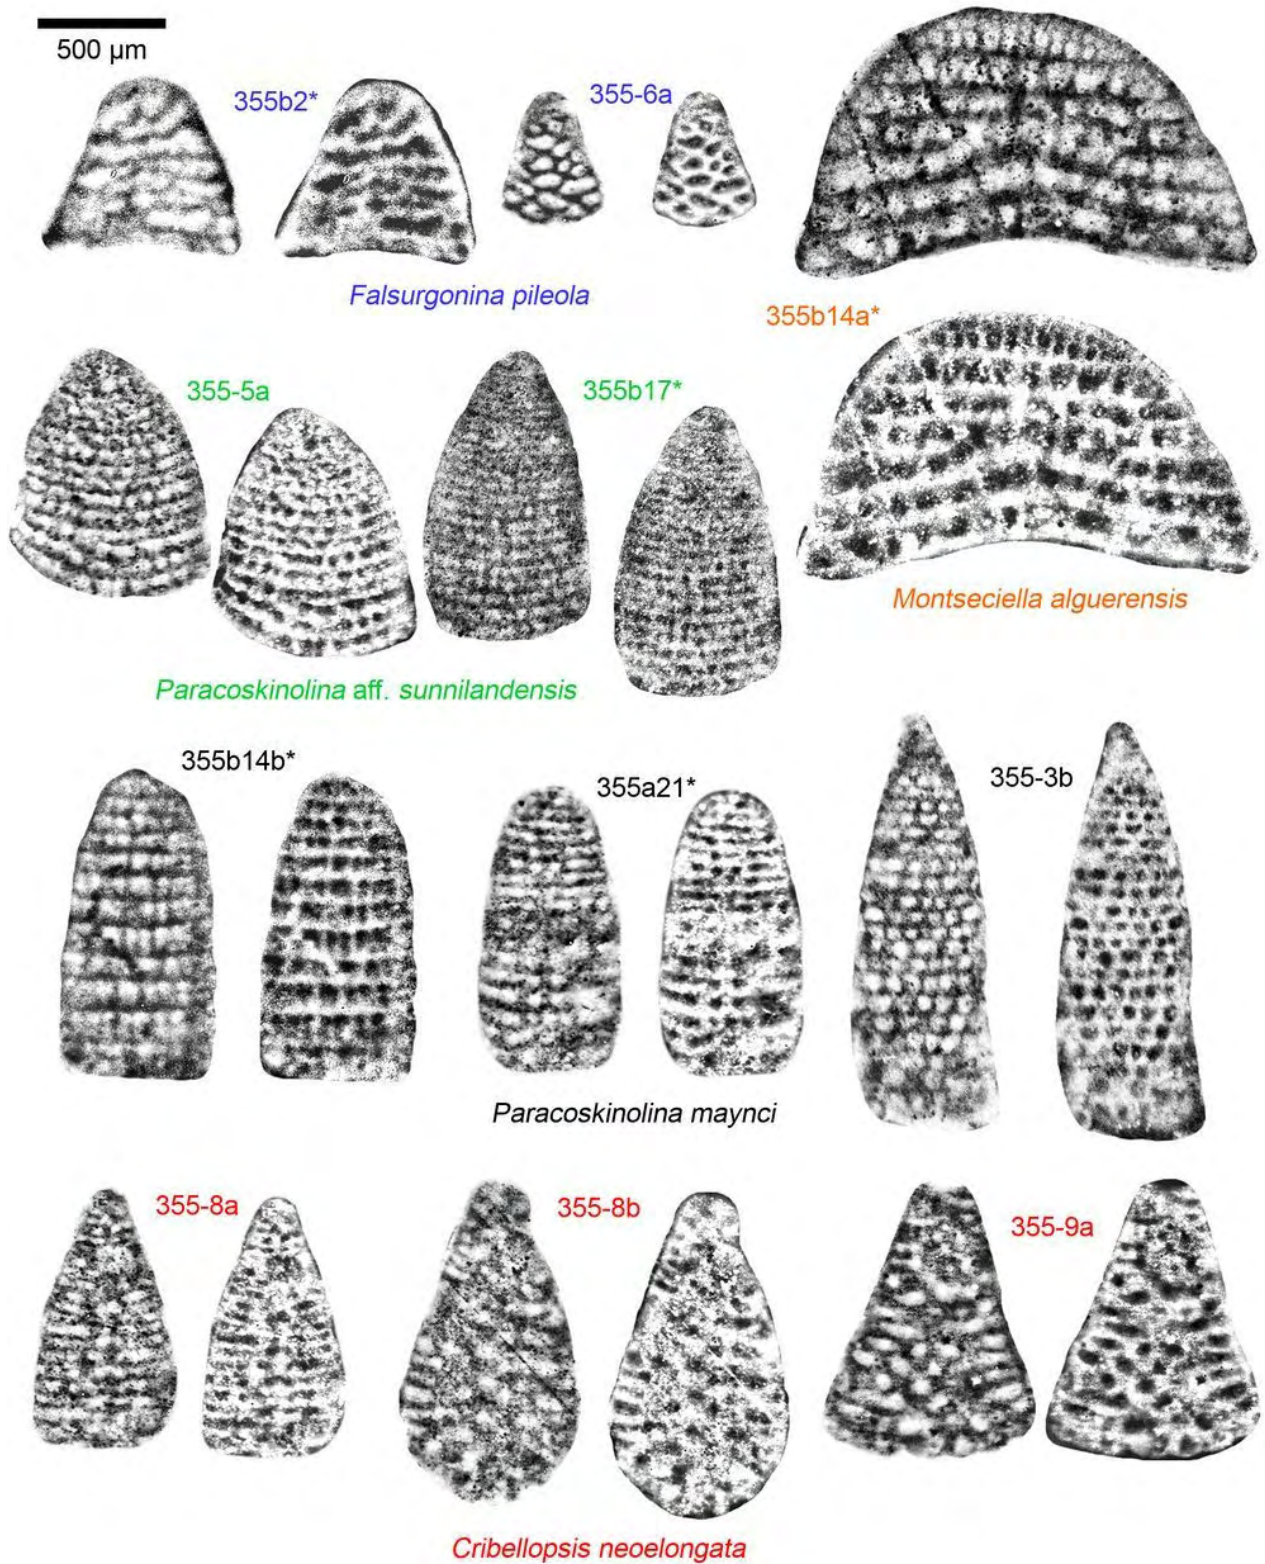 500 µm
355b2*
355-6a
Falsurgonina pileola
355b14a*
355-5a
355b17*
Montseciella alguerensis
Paracoskinolina aff. sunnilandensis
355b14b*
355a21*
355-3b
Paracoskinolina maynci
355-8a
355-8b
355-9a
Cribellopsis neoelongata